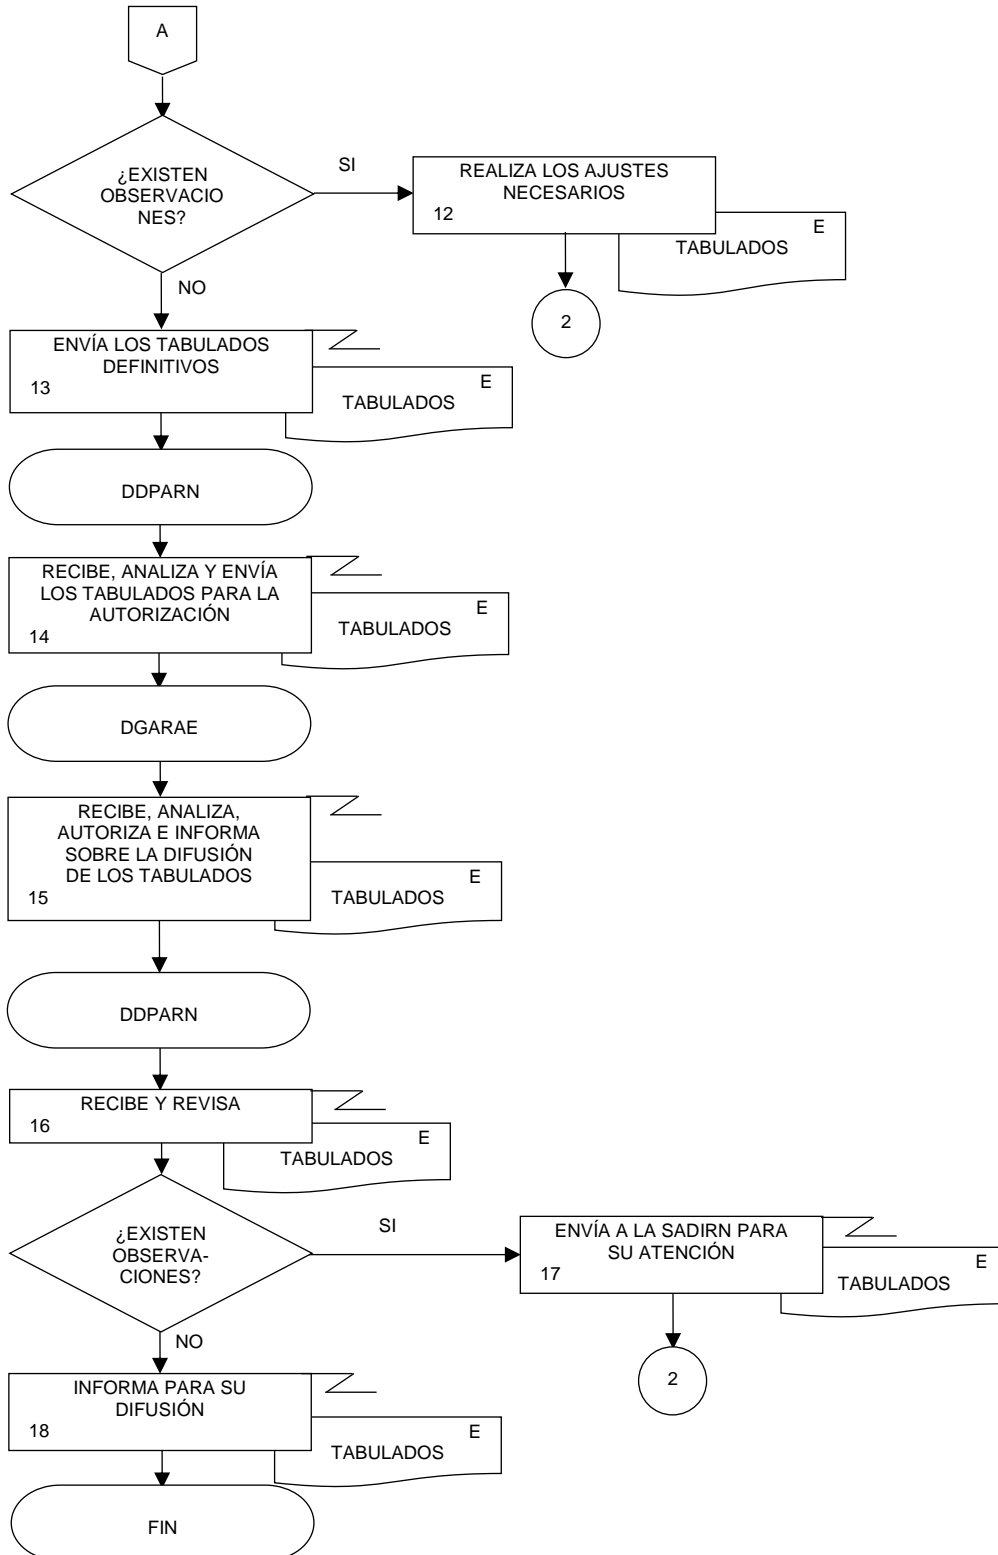 A
¿EXISTEN
OBSERVACIO
NES?
SI
REALIZA LOS AJUSTES
NECESARIOS
12
E
TABULADOS
2
NO
ENVÍA LOS TABULADOS
DEFINITIVOS
13
E
TABULADOS
DDPARN
RECIBE, ANALIZA Y ENVÍA
LOS TABULADOS PARA LA
AUTORIZACIÓN
14
E
TABULADOS
DGARAE
RECIBE, ANALIZA,
AUTORIZA E INFORMA
SOBRE LA DIFUSIÓN
DE LOS TABULADOS
15
E
TABULADOS
DDPARN
RECIBE Y REVISA
16
E
TABULADOS
¿EXISTEN
OBSERVA-
CIONES?
SI
ENVÍA A LA SADIRN PARA
SU ATENCIÓN
17
E
TABULADOS
2
NO
INFORMA PARA SU
DIFUSIÓN
18
E
TABULADOS
FIN